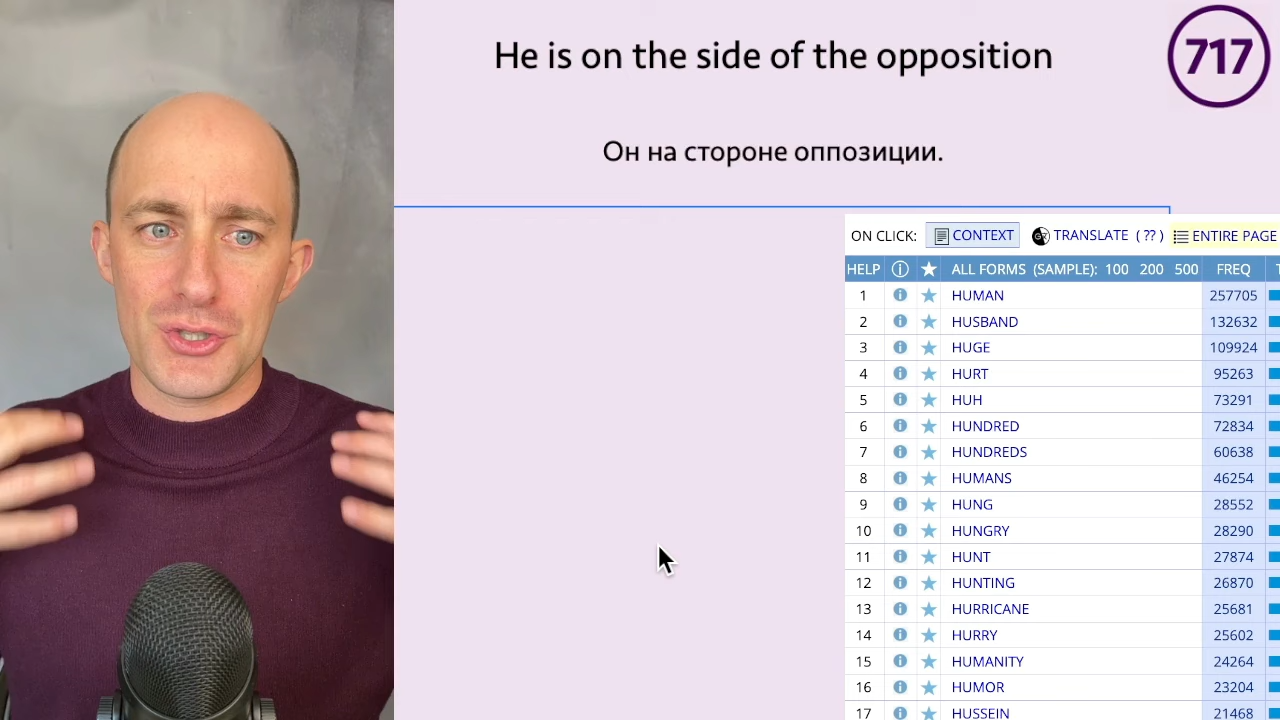 He is on the side of the opposition
717
Он на стороне оппозиции.
ON CLICK: CONTEXT TRANSLATE ( ?? ) ENTIRE PAGE
HELP ALL FORMS (SAMPLE): 100 200 500 FREQ
1 HUMAN 257705
2 HUSBAND 132632
3 HUGE 109924
4 HURT 95263
5 HUH 73291
6 HUNDRED 72834
7 HUNDREDS 60638
8 HUMANS 46254
9 HUNG 28552
10 HUNGRY 28290
11 HUNT 27874
12 HUNTING 26870
13 HURRICANE 25681
14 HURRY 25602
15 HUMANITY 24264
16 HUMOR 23204
17 HUSSEIN 21468